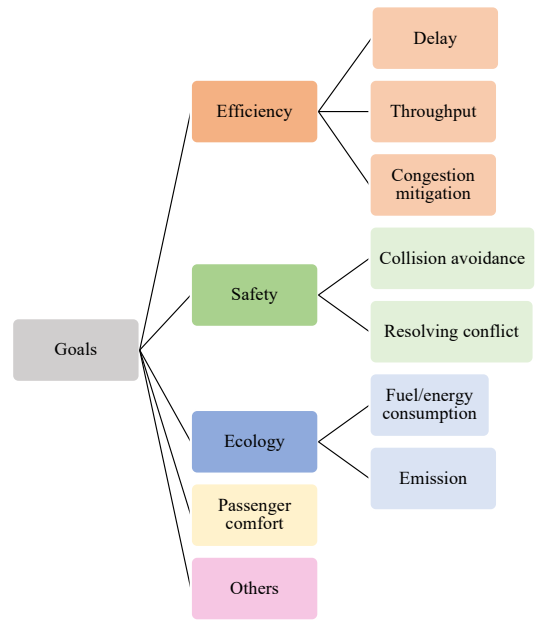 Goals
Efficiency
Delay
Throughput
Congestion
mitigation
Safety
Collision avoidance
Resolving conflict
Ecology
Fuel/energy
consumption
Emission
Passenger
comfort
Others